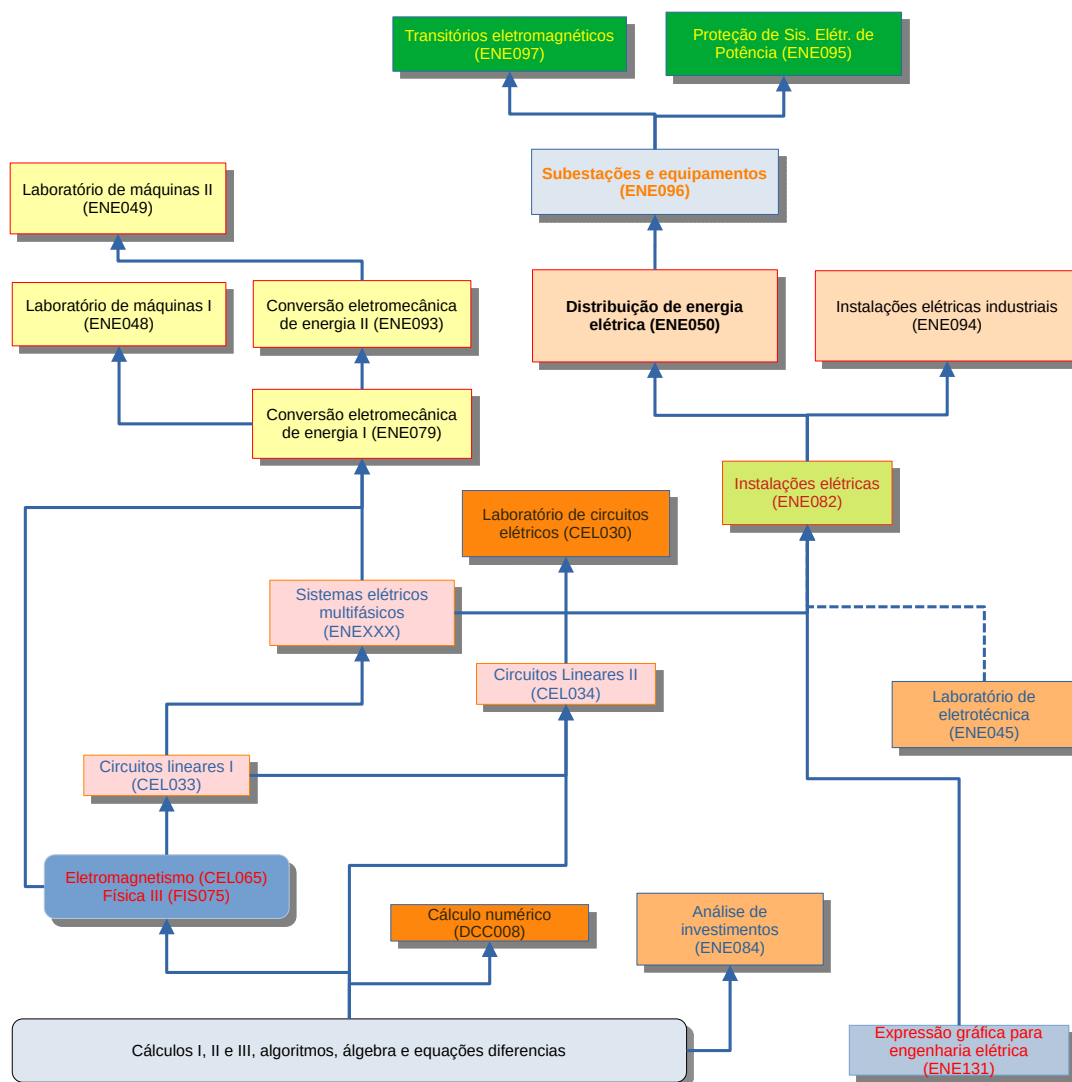 Transitórios eletromagnéticos
(ENE097)
Proteção de Sis. Elétr. de
Potência (ENE095)
Subestações e equipamentos
(ENE096)
Laboratório de máquinas II
(ENE049)
Laboratório de máquinas I
(ENE048)
Conversão eletromecânica
de energia II (ENE093)
Distribuição de energia
elétrica (ENE050)
Instalações elétricas industriais
(ENE094)
Conversão eletromecânica
de energia I (ENE079)
Instalações elétricas
(ENE082)
Laboratório de circuitos
elétricos (CEL030)
Sistemas elétricos
multifásicos
(ENEXXX)
Circuitos Lineares II
(CEL034)
Laboratório de
eletrotécnica
(ENE045)
Circuitos lineares I
(CEL033)
Eletromagnetismo (CEL065)
Física III (FIS075)
Cálculo numérico
(DCC008)
Análise de
investimentos
(ENE084)
Cálculos I, II e III, algoritmos, álgebra e equações diferencias
Expressão gráfica para
engenharia elétrica
(ENE131)